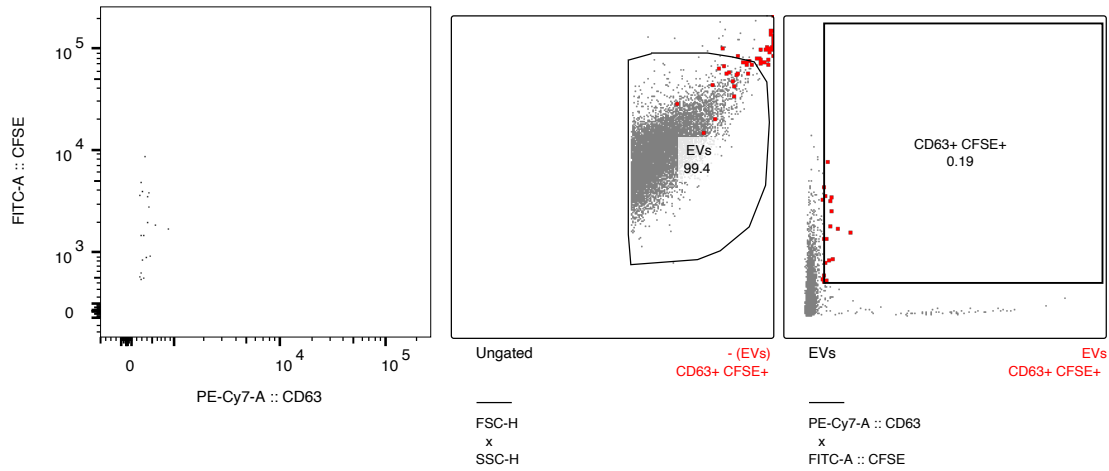 FITC-A :: CFSE
10^5
10^4
10^3
0
0
10^4
10^5
PE-Cy7-A :: CD63
EVs
99.4
Ungated
- (EVs)
CD63+ CFSE+
FSC-H
x
SSC-H
CD63+ CFSE+
0.19
EVs
EVs
CD63+ CFSE+
PE-Cy7-A :: CD63
x
FITC-A :: CFSE